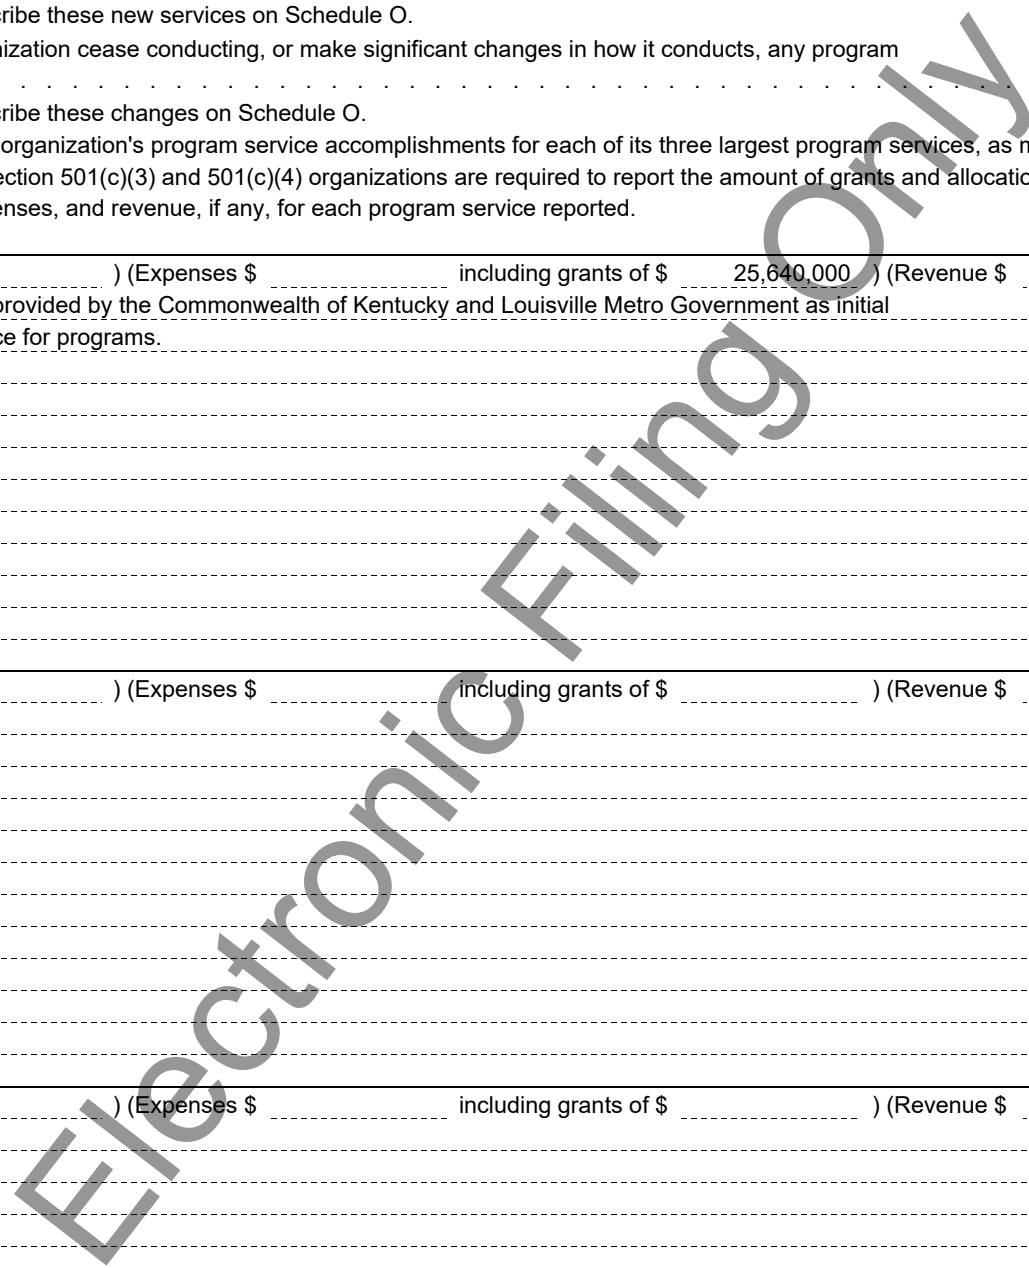 cribe these new services on Schedule O.
nization cease conducting, or make significant changes in how it conducts, any program
. . . . . . . . . . . . . . . . . . . . . . . . . . . . . . . . . . . . . . .
cribe these changes on Schedule O.
organization's program service accomplishments for each of its three largest program services, as m
ection 501(c)(3) and 501(c)(4) organizations are required to report the amount of grants and allocatio
enses, and revenue, if any, for each program service reported.
) (Expenses $ including grants of $ 25,640,000 ) (Revenue $
provided by the Commonwealth of Kentucky and Louisville Metro Government as initial
ce for programs.
) (Expenses $ including grants of $ ) (Revenue $
) (Expenses $ including grants of $ ) (Revenue $
Electronic Filing Only